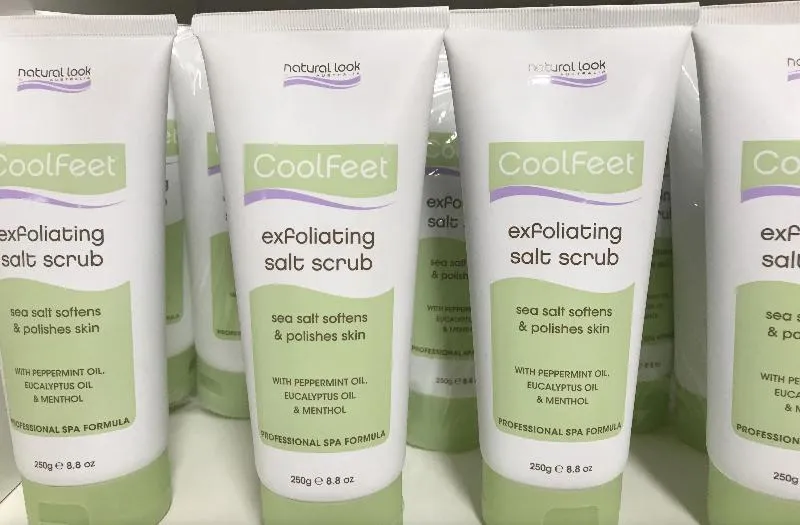 natural look
AUSTRALIA
CoolFeet
exfoliating
salt scrub
sea salt softens
& polishes skin
WITH PEPPERMINT OIL,
EUCALYPTUS OIL
& MENTHOL
PROFESSIONAL SPA FORMULA
250g e 8.8 oz
natural look
AUSTRALIA
CoolFeet
exfoliating
salt scrub
sea salt softens
& polishes skin
WITH PEPPERMINT OIL,
EUCALYPTUS OIL
& MENTHOL
PROFESSIONAL SPA FORMULA
250g e 8.8 oz
natural look
AUSTRALIA
CoolFeet
exfoliating
salt scrub
sea salt softens
& polishes skin
WITH PEPPERMINT OIL,
EUCALYPTUS OIL
& MENTHOL
PROFESSIONAL SPA FORMULA
250g e 8.8 oz